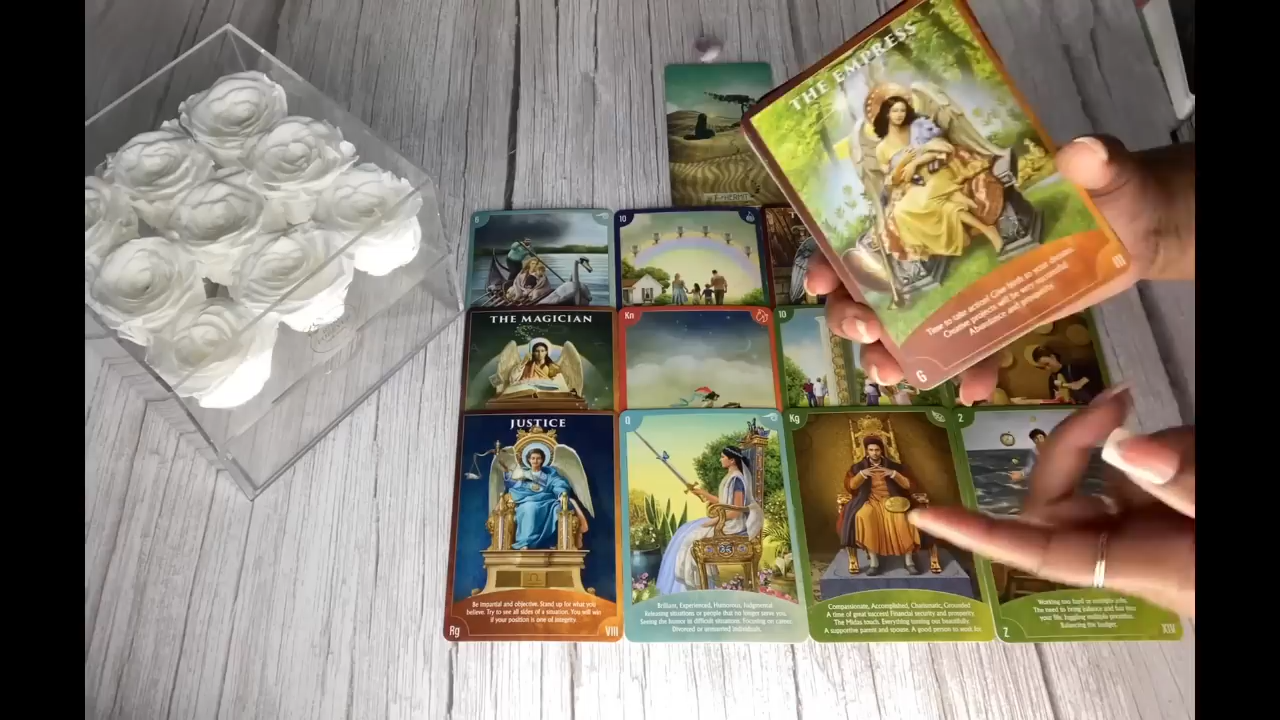 THE EMPRESS
Time to take action! Give birth to your dreams.
Creative projects will be very successful!
Abundance and prosperity.
G
III
6
10
THE MAGICIAN
Kn
10
JUSTICE
Be impartial and objective. Stand up for what you
believe. Try to see all sides of a situation. You will win
if your position is one of integrity.
Rg
VIII
Q
Brilliant, Experienced, Humorous, Judgmental
Releasing situations or people that no longer serve you.
Seeing the humor in difficult situations. Focusing on career.
Divorced or unmarried individuals.
Kg
Compassionate, Accomplished, Charismatic, Grounded
A time of great success! Financial security and prosperity.
The Midas touch. Everything turning out beautifully.
A supportive parent and spouse. A good person to work for.
2
Working too hard or multiple jobs.
The need to bring balance and fun into
your life. Juggling multiple priorities.
Balancing the budget.
Z
XIV